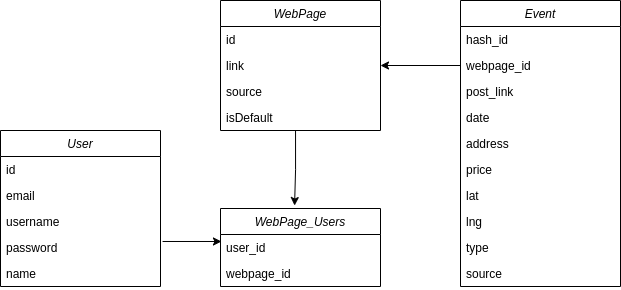 WebPage
id
link
source
isDefault
Event
hash_id
webpage_id
post_link
date
address
price
lat
lng
type
source
User
id
email
username
password
name
WebPage_Users
user_id
webpage_id